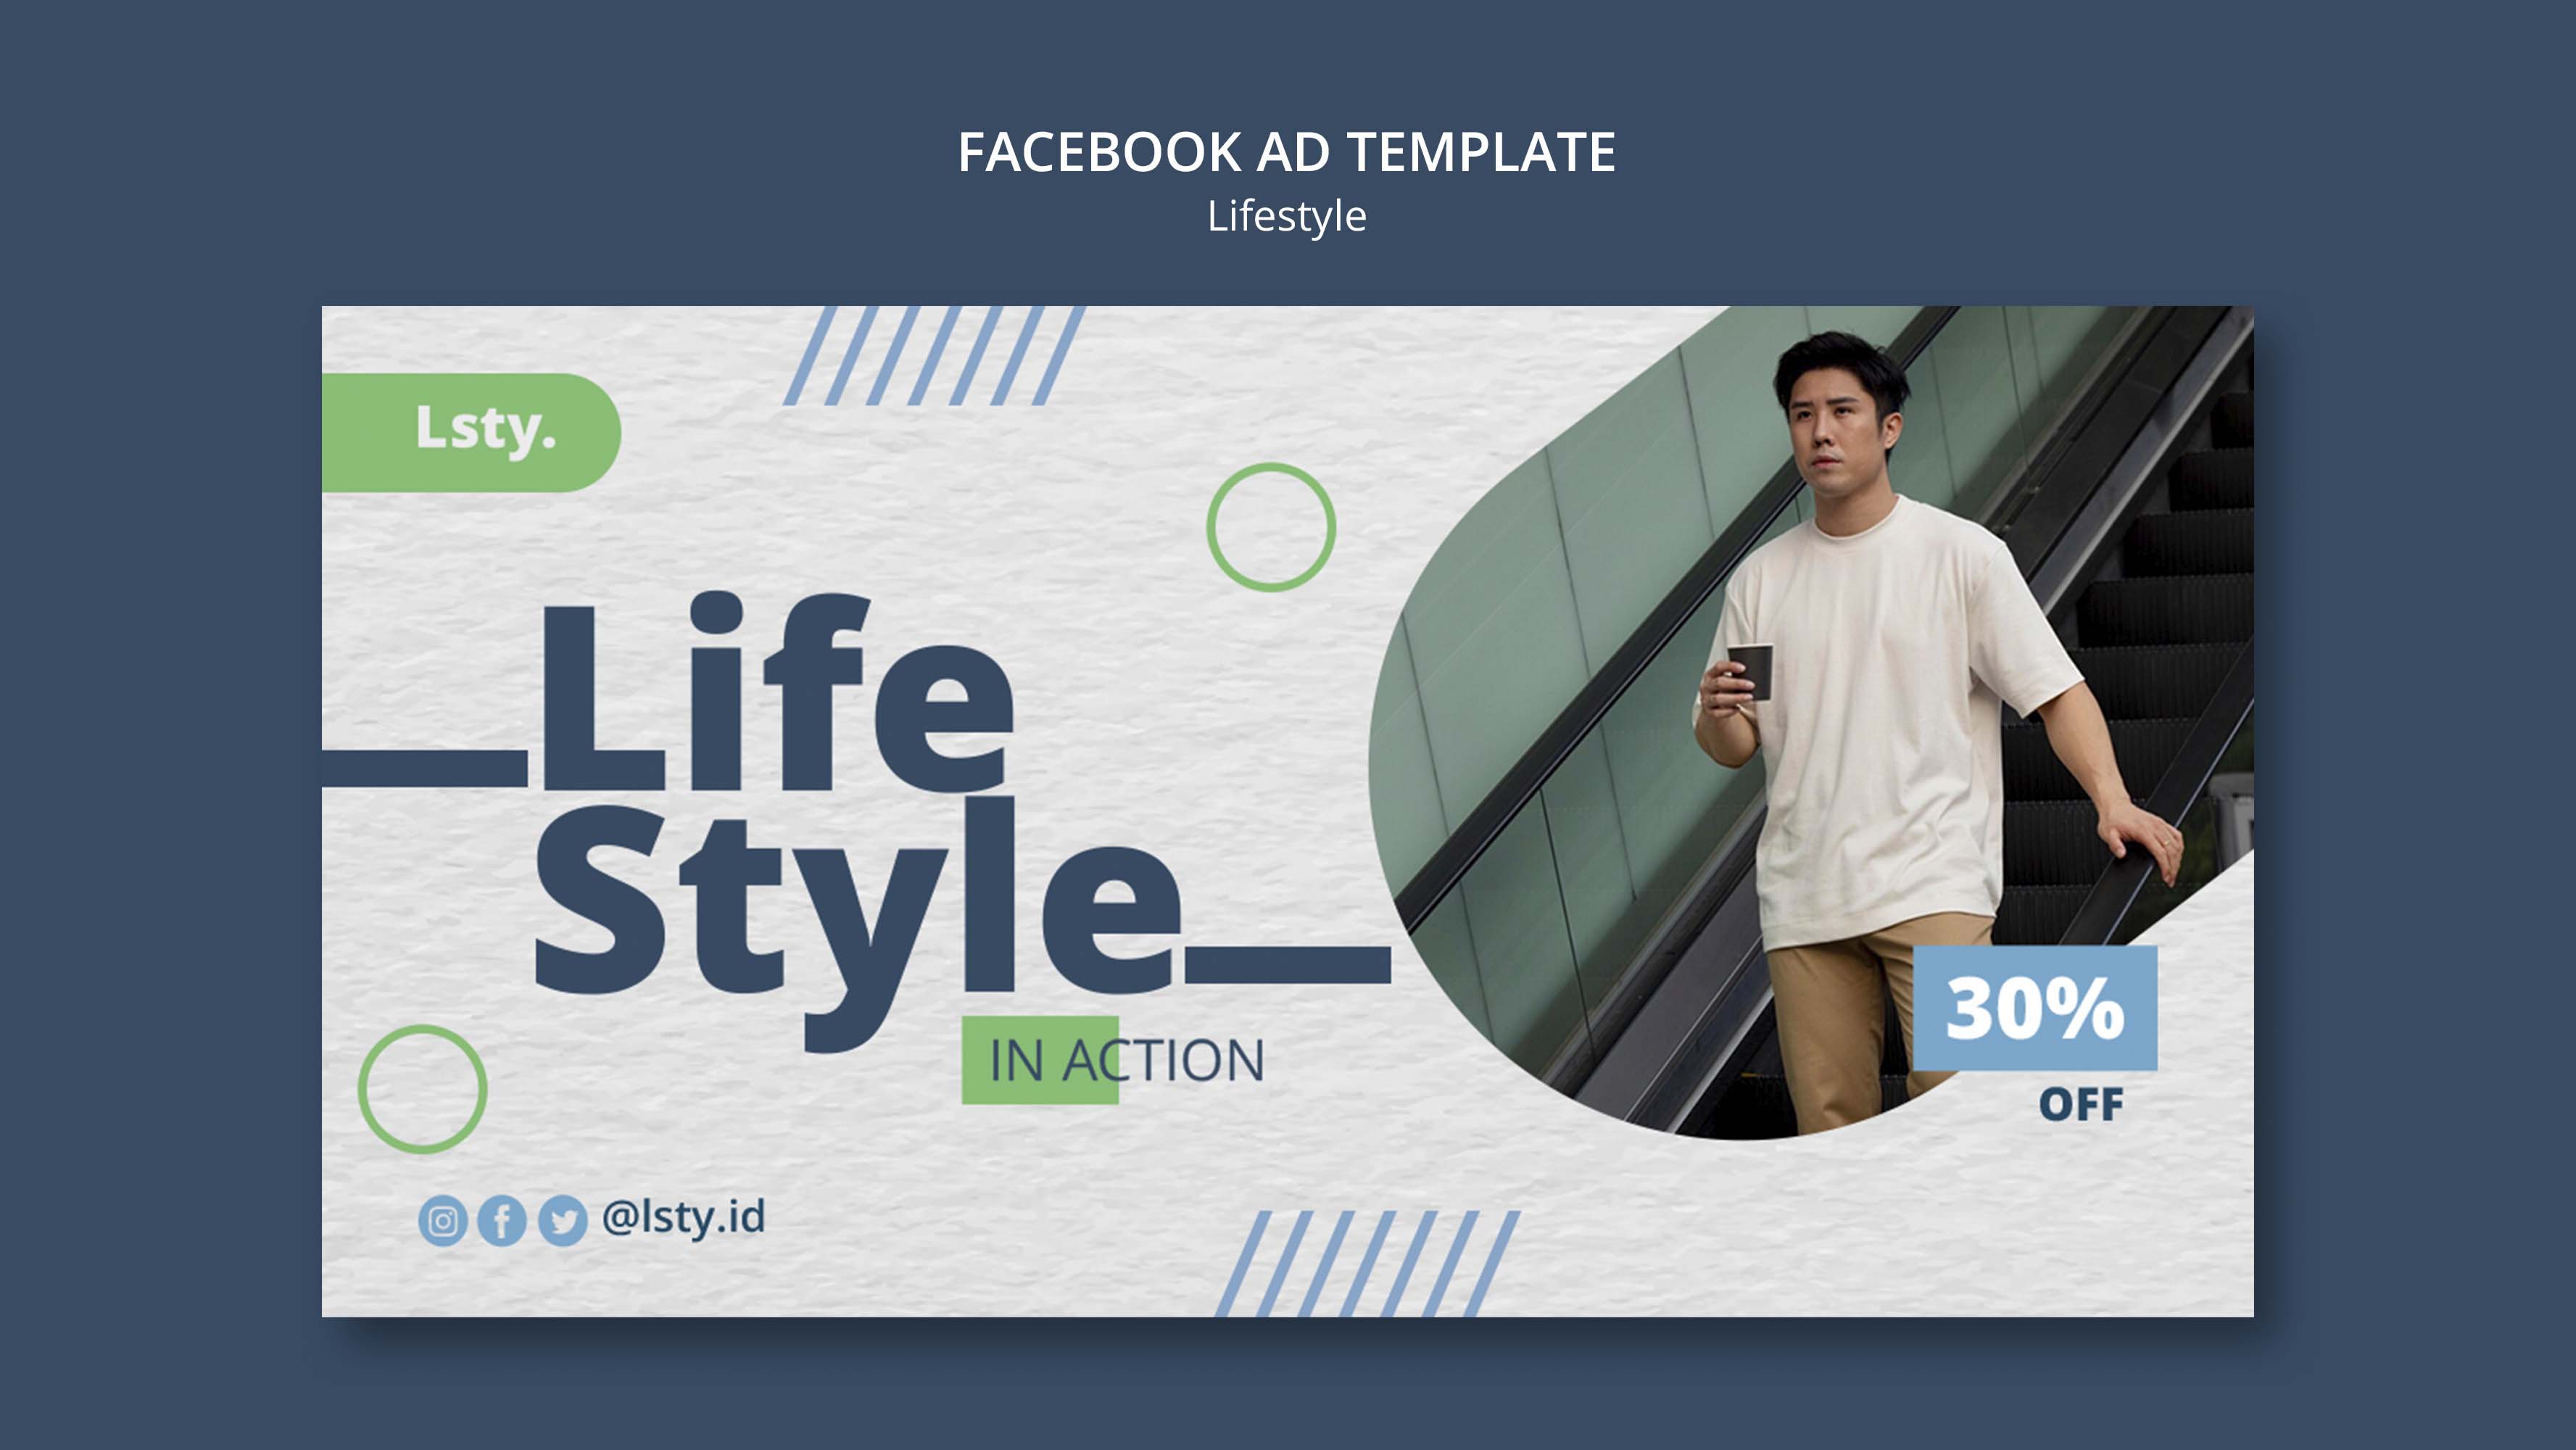 FACEBOOK AD TEMPLATE
Lifestyle
Lsty.
Life
Style
IN ACTION
30%
OFF
@lsty.id